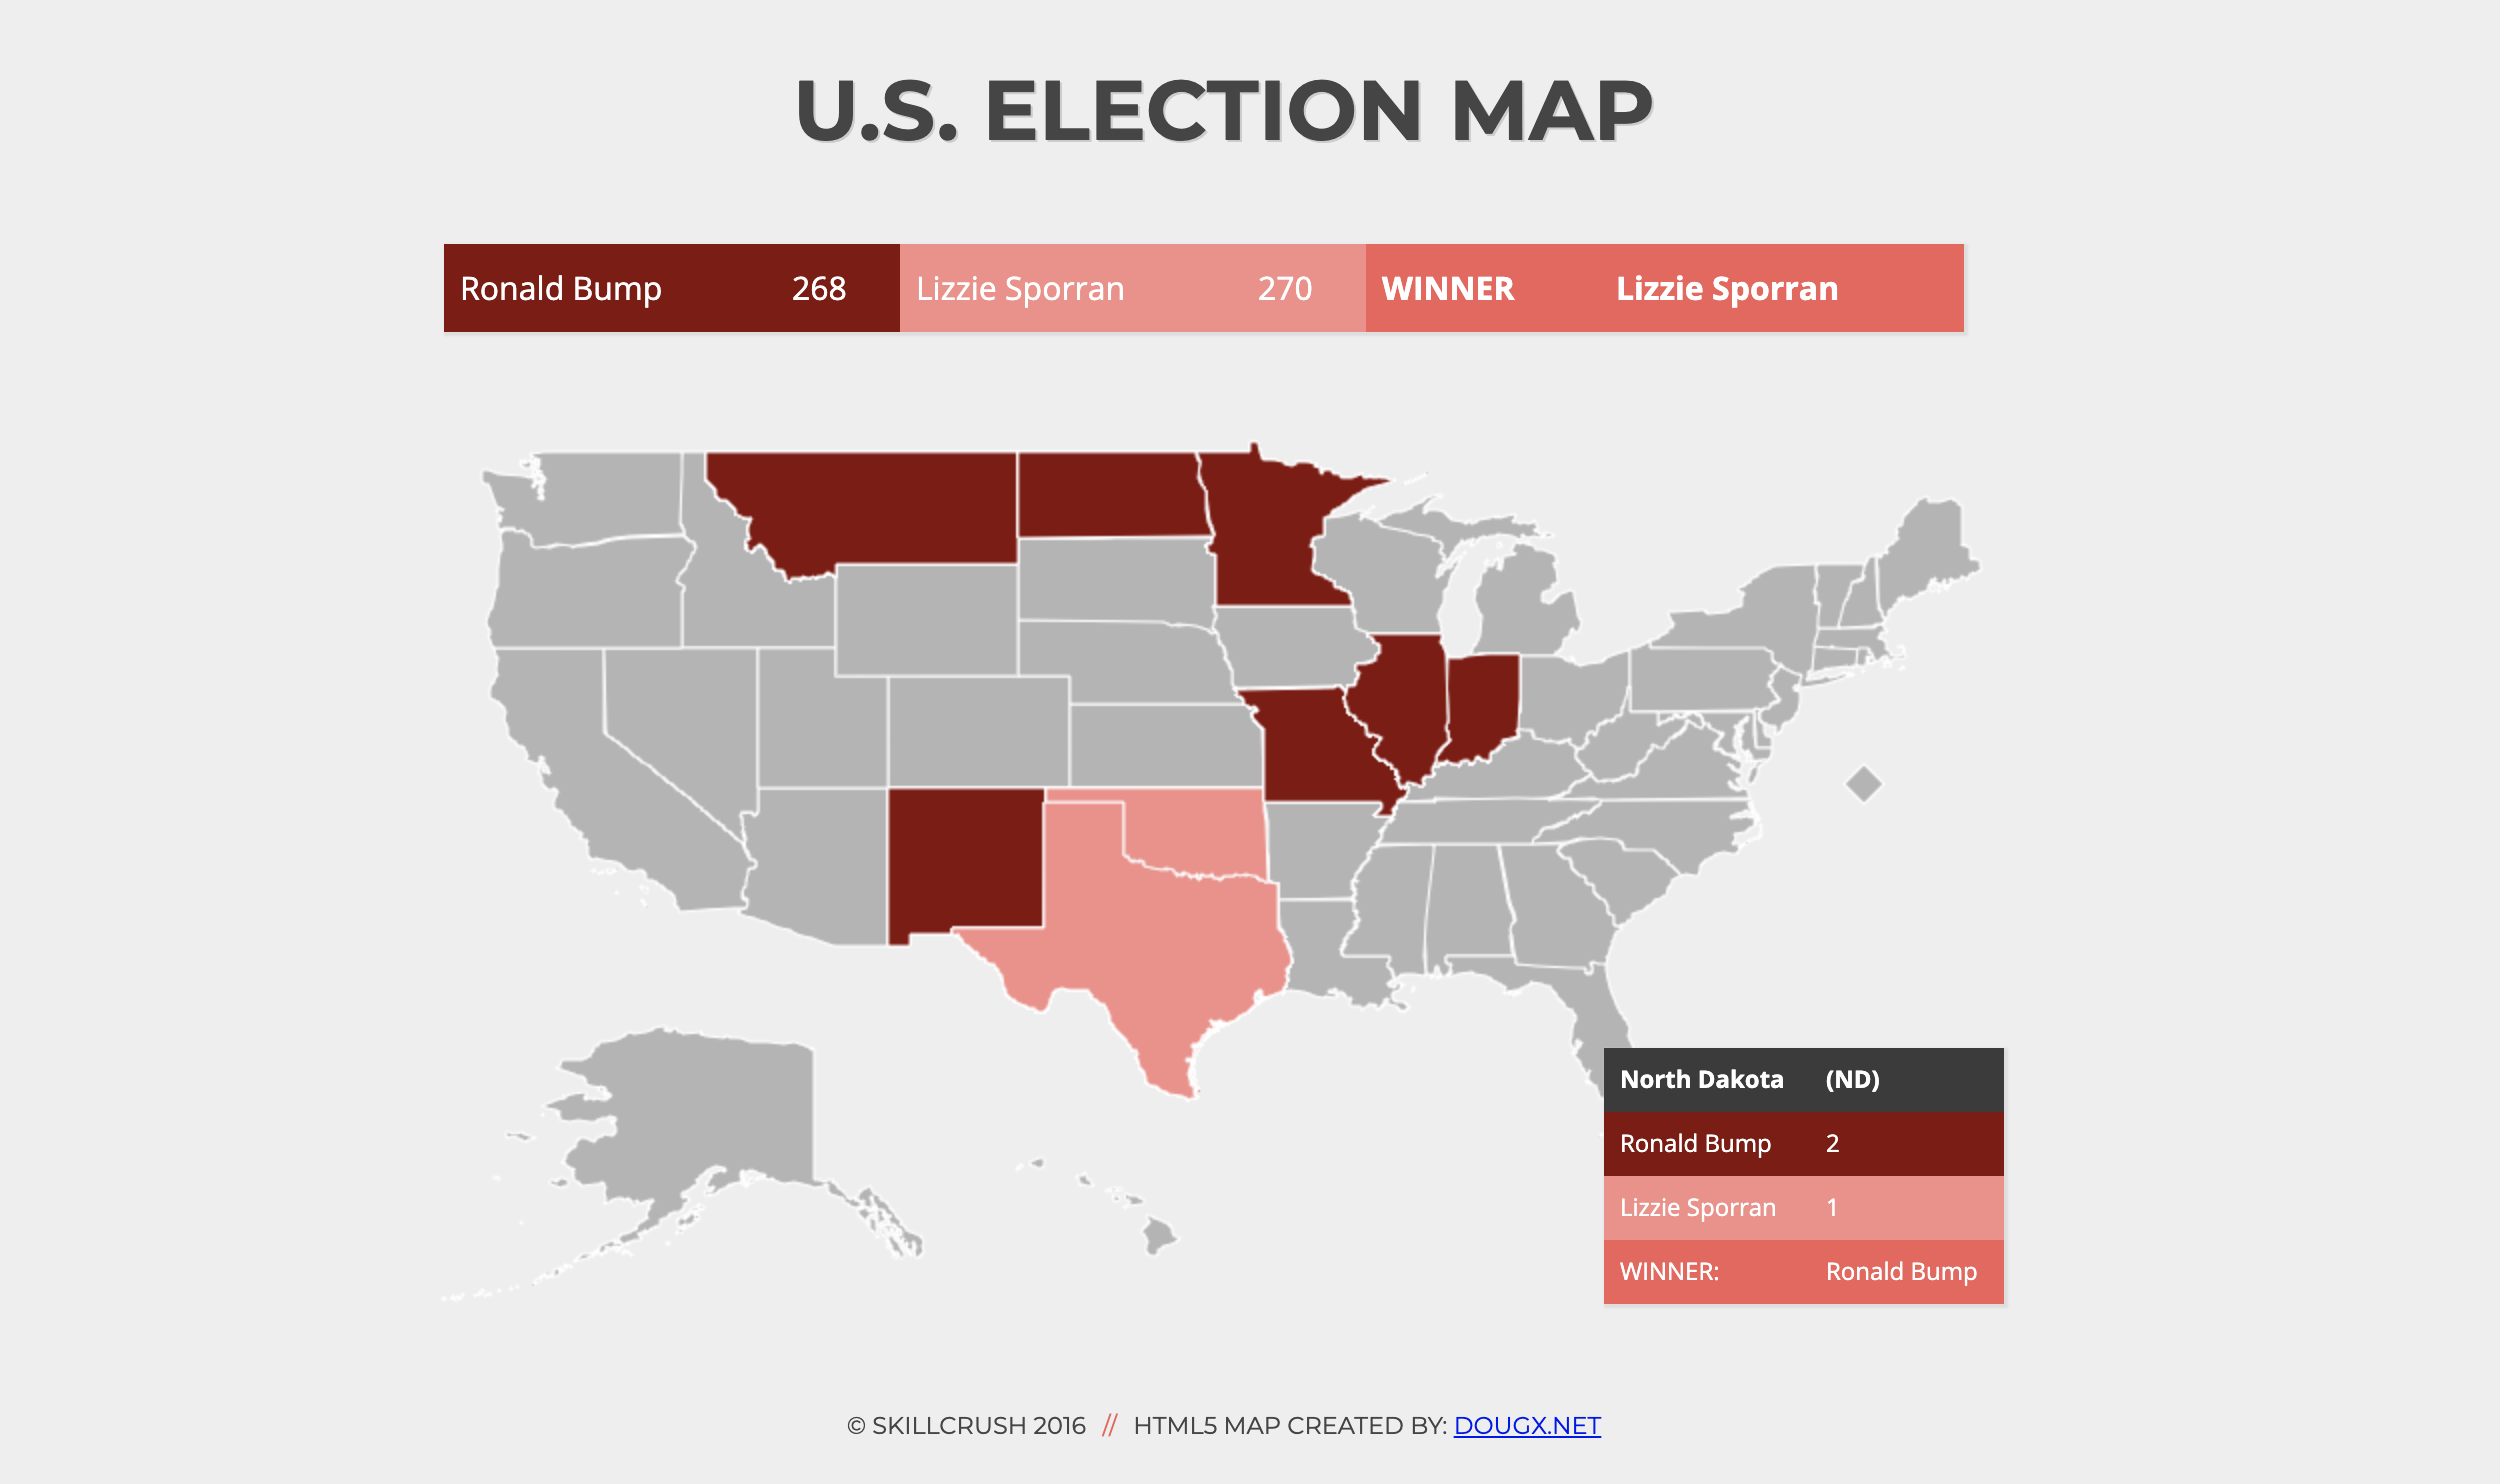 U.S. ELECTION MAP
Ronald Bump 268 Lizzie Sporran 270 WINNER Lizzie Sporran
North Dakota (ND)
Ronald Bump 2
Lizzie Sporran 1
WINNER: Ronald Bump
© SKILLCRUSH 2016 // HTML5 MAP CREATED BY: DOUGX.NET